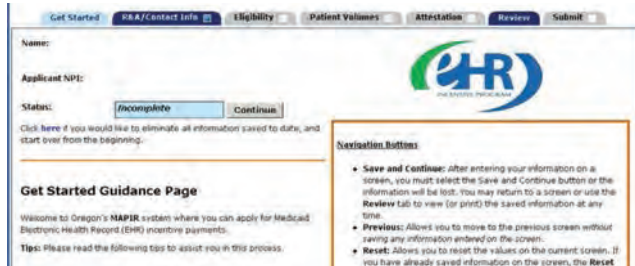 Get Started R&A/Contact Info Eligibility Patient Volumes Attestation Review Submit
Name:
Applicant NPI:
Status: Incomplete Continue
Click here if you would like to eliminate all information saved to date, and
start over from the beginning.
Get Started Guidance Page
Welcome to Oregon's MAPIR system where you can apply for Medicaid
Electronic Health Record (EHR) incentive payments.
Tips: Please read the following tips to assist you in this process.
eHR
INCENTIVE PROGRAM
Navigation Buttons
• Save and Continue: After entering your information on a
screen, you must select the Save and Continue button or the
information will be lost. You may return to a screen or use the
Review tab to view (or print) the saved information at any
time.
• Previous: Allows you to move to the previous screen without
saving any information entered on the screen.
• Reset: Allows you to reset the values on the current screen. If
you have already saved information on the screen, the Reset